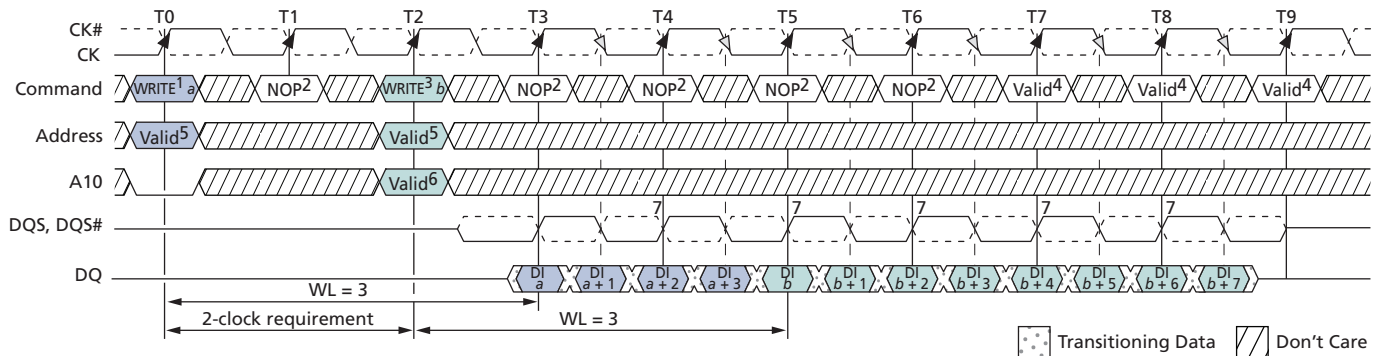 T0 T1 T2 T3 T4 T5 T6 T7 T8 T9
CK#
CK
Command WRITE1 a NOP2 WRITE3 b NOP2 NOP2 NOP2 NOP2 Valid4 Valid4 Valid4
Address Valid5 Valid5
A10 Valid6
7 7 7 7 7
DQS, DQS#
DQ DI a DI a + 1 DI a + 2 DI a + 3 DI b DI b + 1 DI b + 2 DI b + 3 DI b + 4 DI b + 5 DI b + 6 DI b + 7
WL = 3
2-clock requirement WL = 3
Transitioning Data Don't Care